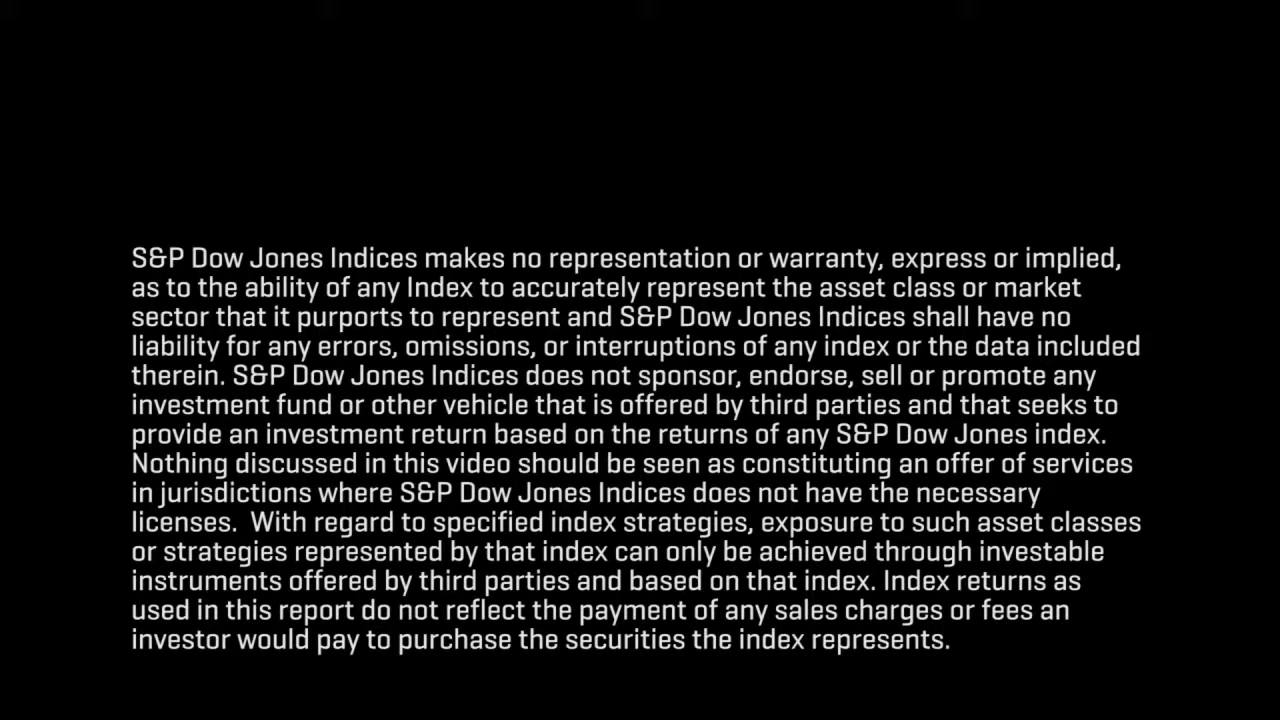 S&P Dow Jones Indices makes no representation or warranty, express or implied,
as to the ability of any Index to accurately represent the asset class or market
sector that it purports to represent and S&P Dow Jones Indices shall have no
liability for any errors, omissions, or interruptions of any index or the data included
therein. S&P Dow Jones Indices does not sponsor, endorse, sell or promote any
investment fund or other vehicle that is offered by third parties and that seeks to
provide an investment return based on the returns of any S&P Dow Jones index.
Nothing discussed in this video should be seen as constituting an offer of services
in jurisdictions where S&P Dow Jones Indices does not have the necessary
licenses.  With regard to specified index strategies, exposure to such asset classes
or strategies represented by that index can only be achieved through investable
instruments offered by third parties and based on that index. Index returns as
used in this report do not reflect the payment of any sales charges or fees an
investor would pay to purchase the securities the index represents.